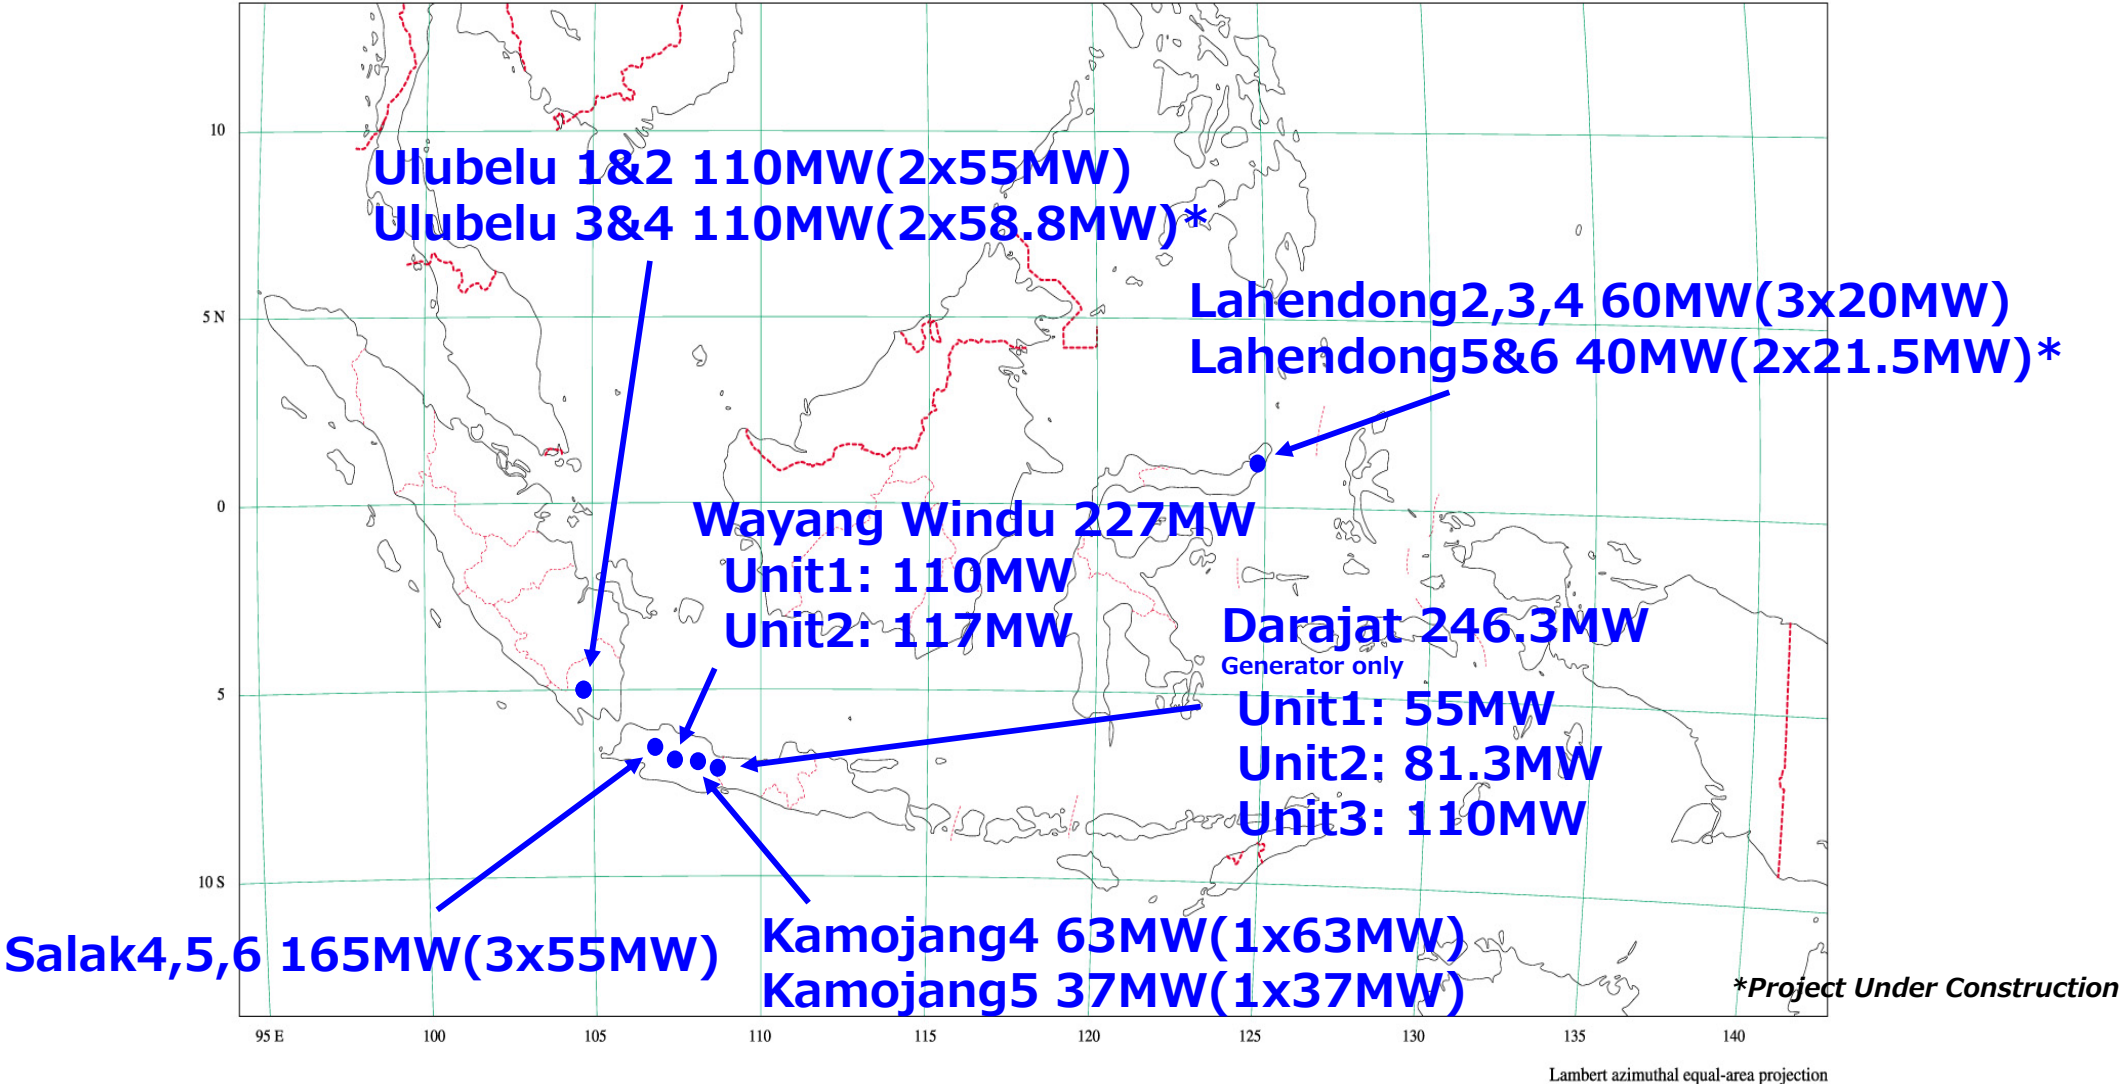 10
Ulubelu 1&2 110MW(2x55MW)
Ulubelu 3&4 110MW(2x58.8MW)*
5 N
Lahendong2,3,4 60MW(3x20MW)
Lahendong5&6 40MW(2x21.5MW)*
0
Wayang Windu 227MW
Unit1: 110MW
Unit2: 117MW
Darajat 246.3MW
Generator only
Unit1: 55MW
Unit2: 81.3MW
Unit3: 110MW
5
10 S
Salak4,5,6 165MW(3x55MW)
Kamojang4 63MW(1x63MW)
Kamojang5 37MW(1x37MW)
*Project Under Construction
95 E 100 105 110 115 120 125 130 135 140
Lambert azimuthal equal-area projection